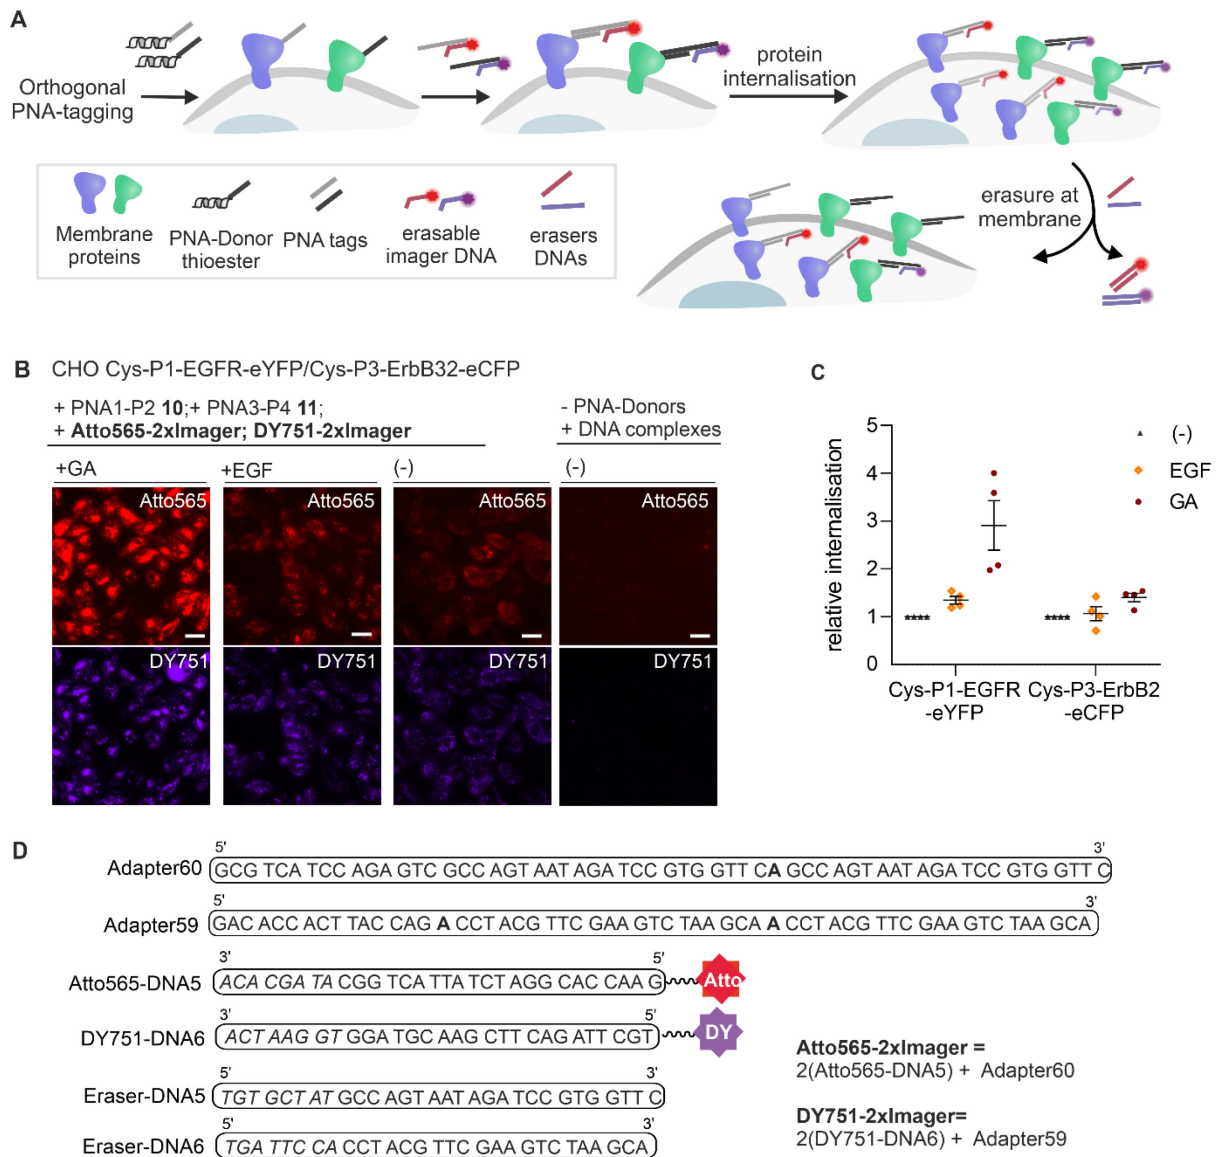 A
Orthogonal
PNA-tagging
protein
internalisation
erasure at
membrane
Membrane
proteins
PNA-Donor
thioester
PNA tags
erasable
imager DNA
erasers
DNAs
B CHO Cys-P1-EGFR-eYFP/Cys-P3-ErbB32-eCFP
+ PNA1-P2 10;+ PNA3-P4 11;
+ Atto565-2xImager; DY751-2xImager
- PNA-Donors
+ DNA complexes
+GA +EGF (-) (-)
Atto565 Atto565 Atto565 Atto565
DY751 DY751 DY751 DY751
C
relative internalisation
5
4
3
2
1
0
(-)
EGF
GA
Cys-P1-EGFR
-eYFP
Cys-P3-ErbB2
-eCFP
D
5' 3'
Adapter60 GCG TCA TCC AGA GTC GCC AGT AAT AGA TCC GTG GTT CA GCC AGT AAT AGA TCC GTG GTT C
5' 3'
Adapter59 GAC ACC ACT TAC CAG A CCT ACG TTC GAA GTC TAA GCA A CCT ACG TTC GAA GTC TAA GCA
3' 5'
Atto565-DNA5 ACA CGA TA CGG TCA TTA TCT AGG CAC CAA G Atto
3' 5'
DY751-DNA6 ACT AAG GT GGA TGC AAG CTT CAG ATT CGT DY
5' 3'
Eraser-DNA5 TGT GCT AT GCC AGT AAT AGA TCC GTG GTT C
5' 3'
Eraser-DNA6 TGA TTC CA CCT ACG TTC GAA GTC TAA GCA
Atto565-2xImager =
2(Atto565-DNA5) + Adapter60
DY751-2xImager=
2(DY751-DNA6) + Adapter59